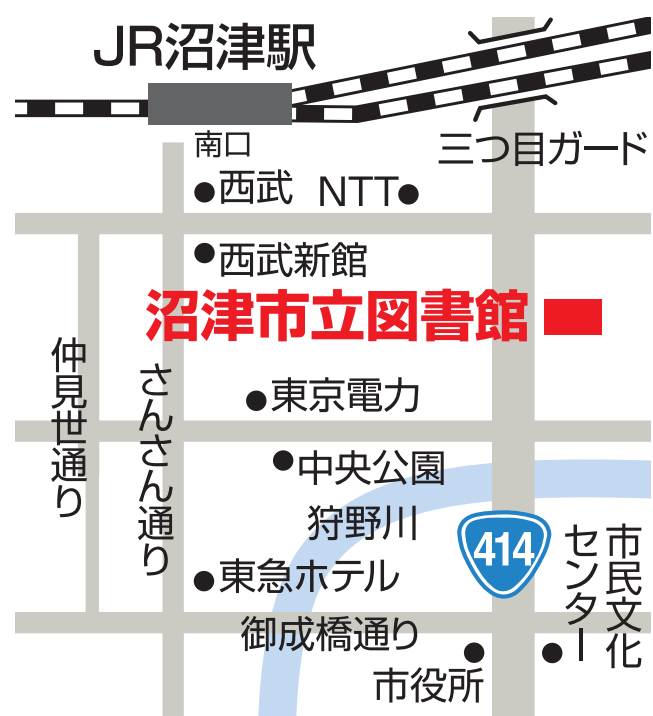 JR沼津駅
南口
三つ目ガード
西武
NTT
西武新館
沼津市立図書館
仲見世通り
さんさん通り
東京電力
中央公園
狩野川
414
東急ホテル
市民文化
センター
御成橋通り
市役所